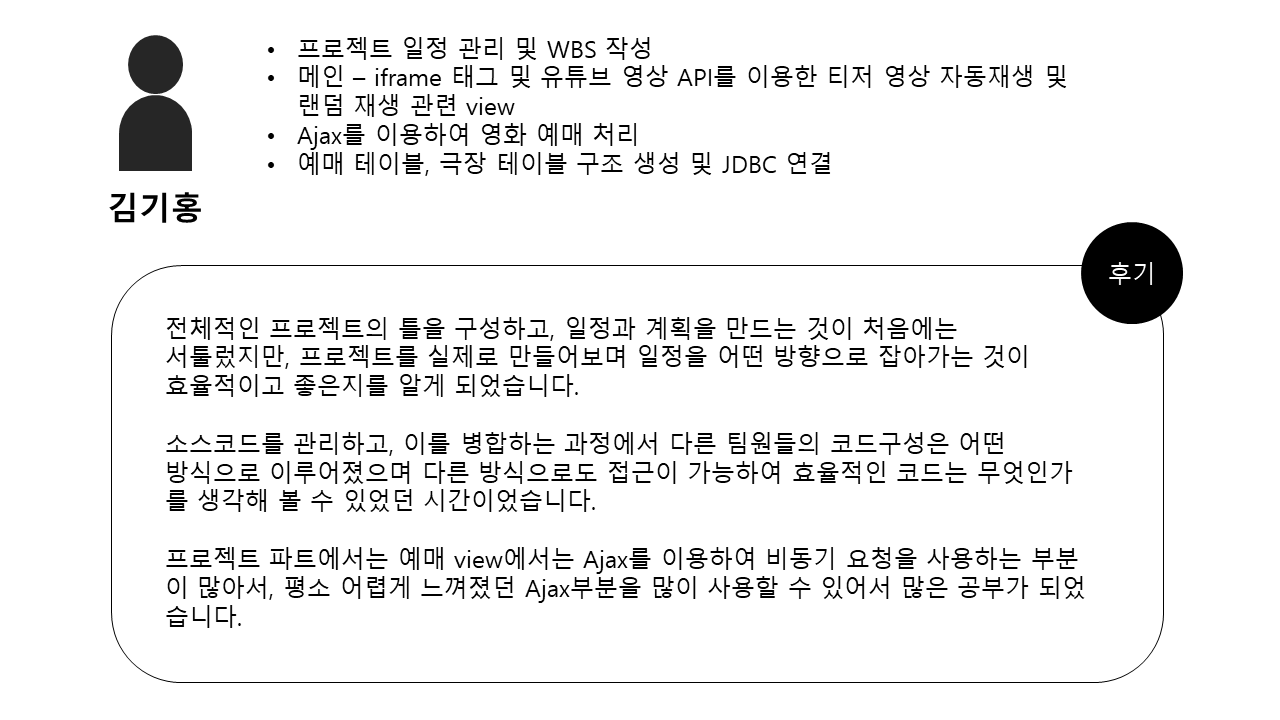 • 프로젝트 일정 관리 및 WBS 작성
• 메인 – iframe 태그 및 유튜브 영상 API를 이용한 티저 영상 자동재생 및
랜덤 재생 관련 view
• Ajax를 이용하여 영화 예매 처리
• 예매 테이블, 극장 테이블 구조 생성 및 JDBC 연결
김기홍
후기
전체적인 프로젝트의 틀을 구성하고, 일정과 계획을 만드는 것이 처음에는
서툴렀지만, 프로젝트를 실제로 만들어보며 일정을 어떤 방향으로 잡아가는 것이
효율적이고 좋은지를 알게 되었습니다.
소스코드를 관리하고, 이를 병합하는 과정에서 다른 팀원들의 코드구성은 어떤
방식으로 이루어졌으며 다른 방식으로도 접근이 가능하여 효율적인 코드는 무엇인가
를 생각해 볼 수 있었던 시간이었습니다.
프로젝트 파트에서는 예매 view에서는 Ajax를 이용하여 비동기 요청을 사용하는 부분
이 많아서, 평소 어렵게 느껴졌던 Ajax부분을 많이 사용할 수 있어서 많은 공부가 되었
습니다.